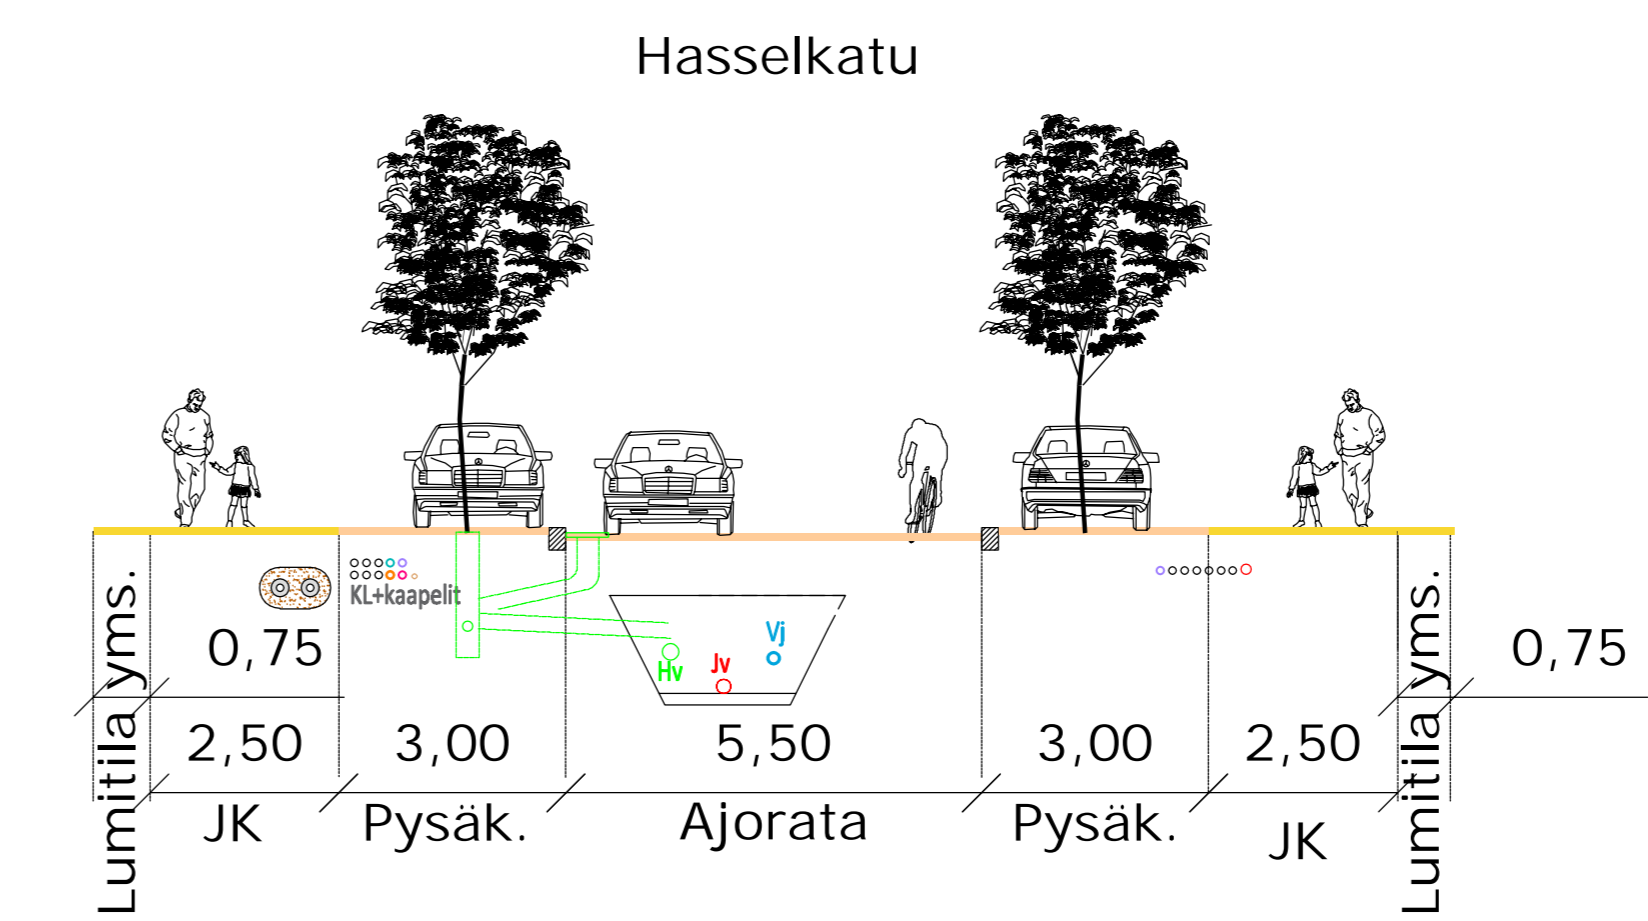 Hasselkatu
KL+kaapelit
Vj
Jv
Hv
0,75
0,75
2,50
3,00
5,50
3,00
2,50
JK
Pysäk.
Ajorata
Pysäk.
JK
Lumitila yms.
Lumitila yms.